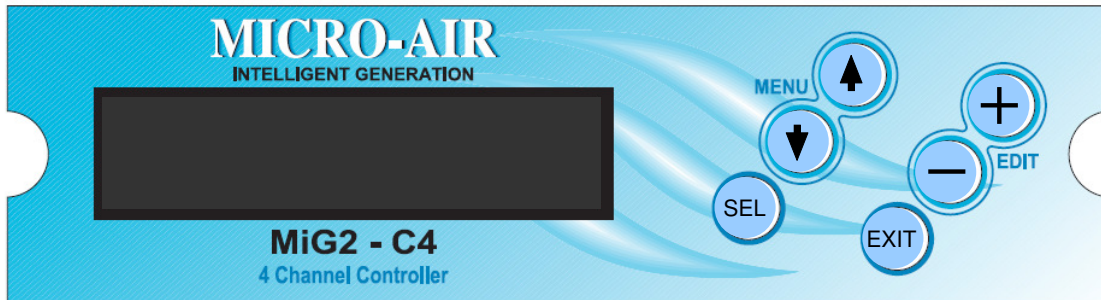 MICRO-AIR
INTELLIGENT GENERATION
MiG2 - C4
4 Channel Controller
MENU
SEL
EDIT
EXIT